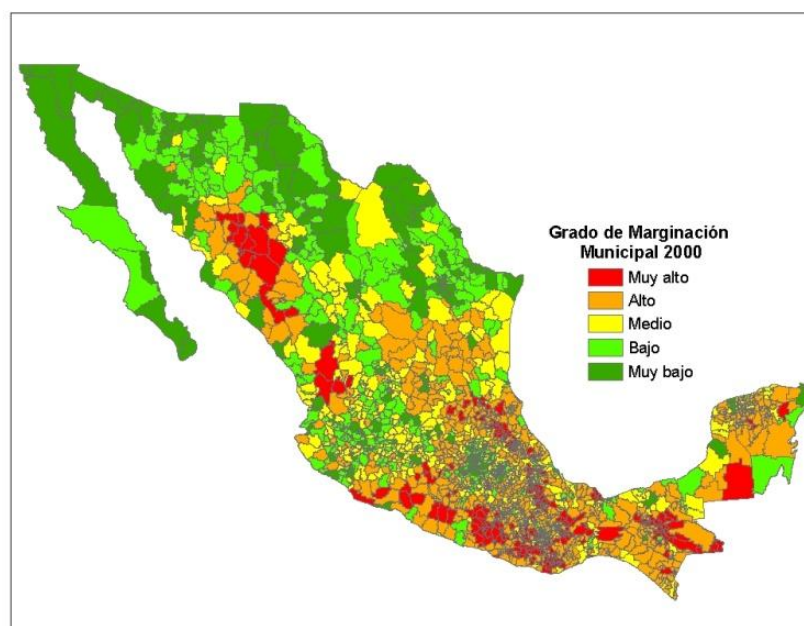 Grado de Marginación
Municipal 2000
Muy alto
Alto
Medio
Bajo
Muy bajo